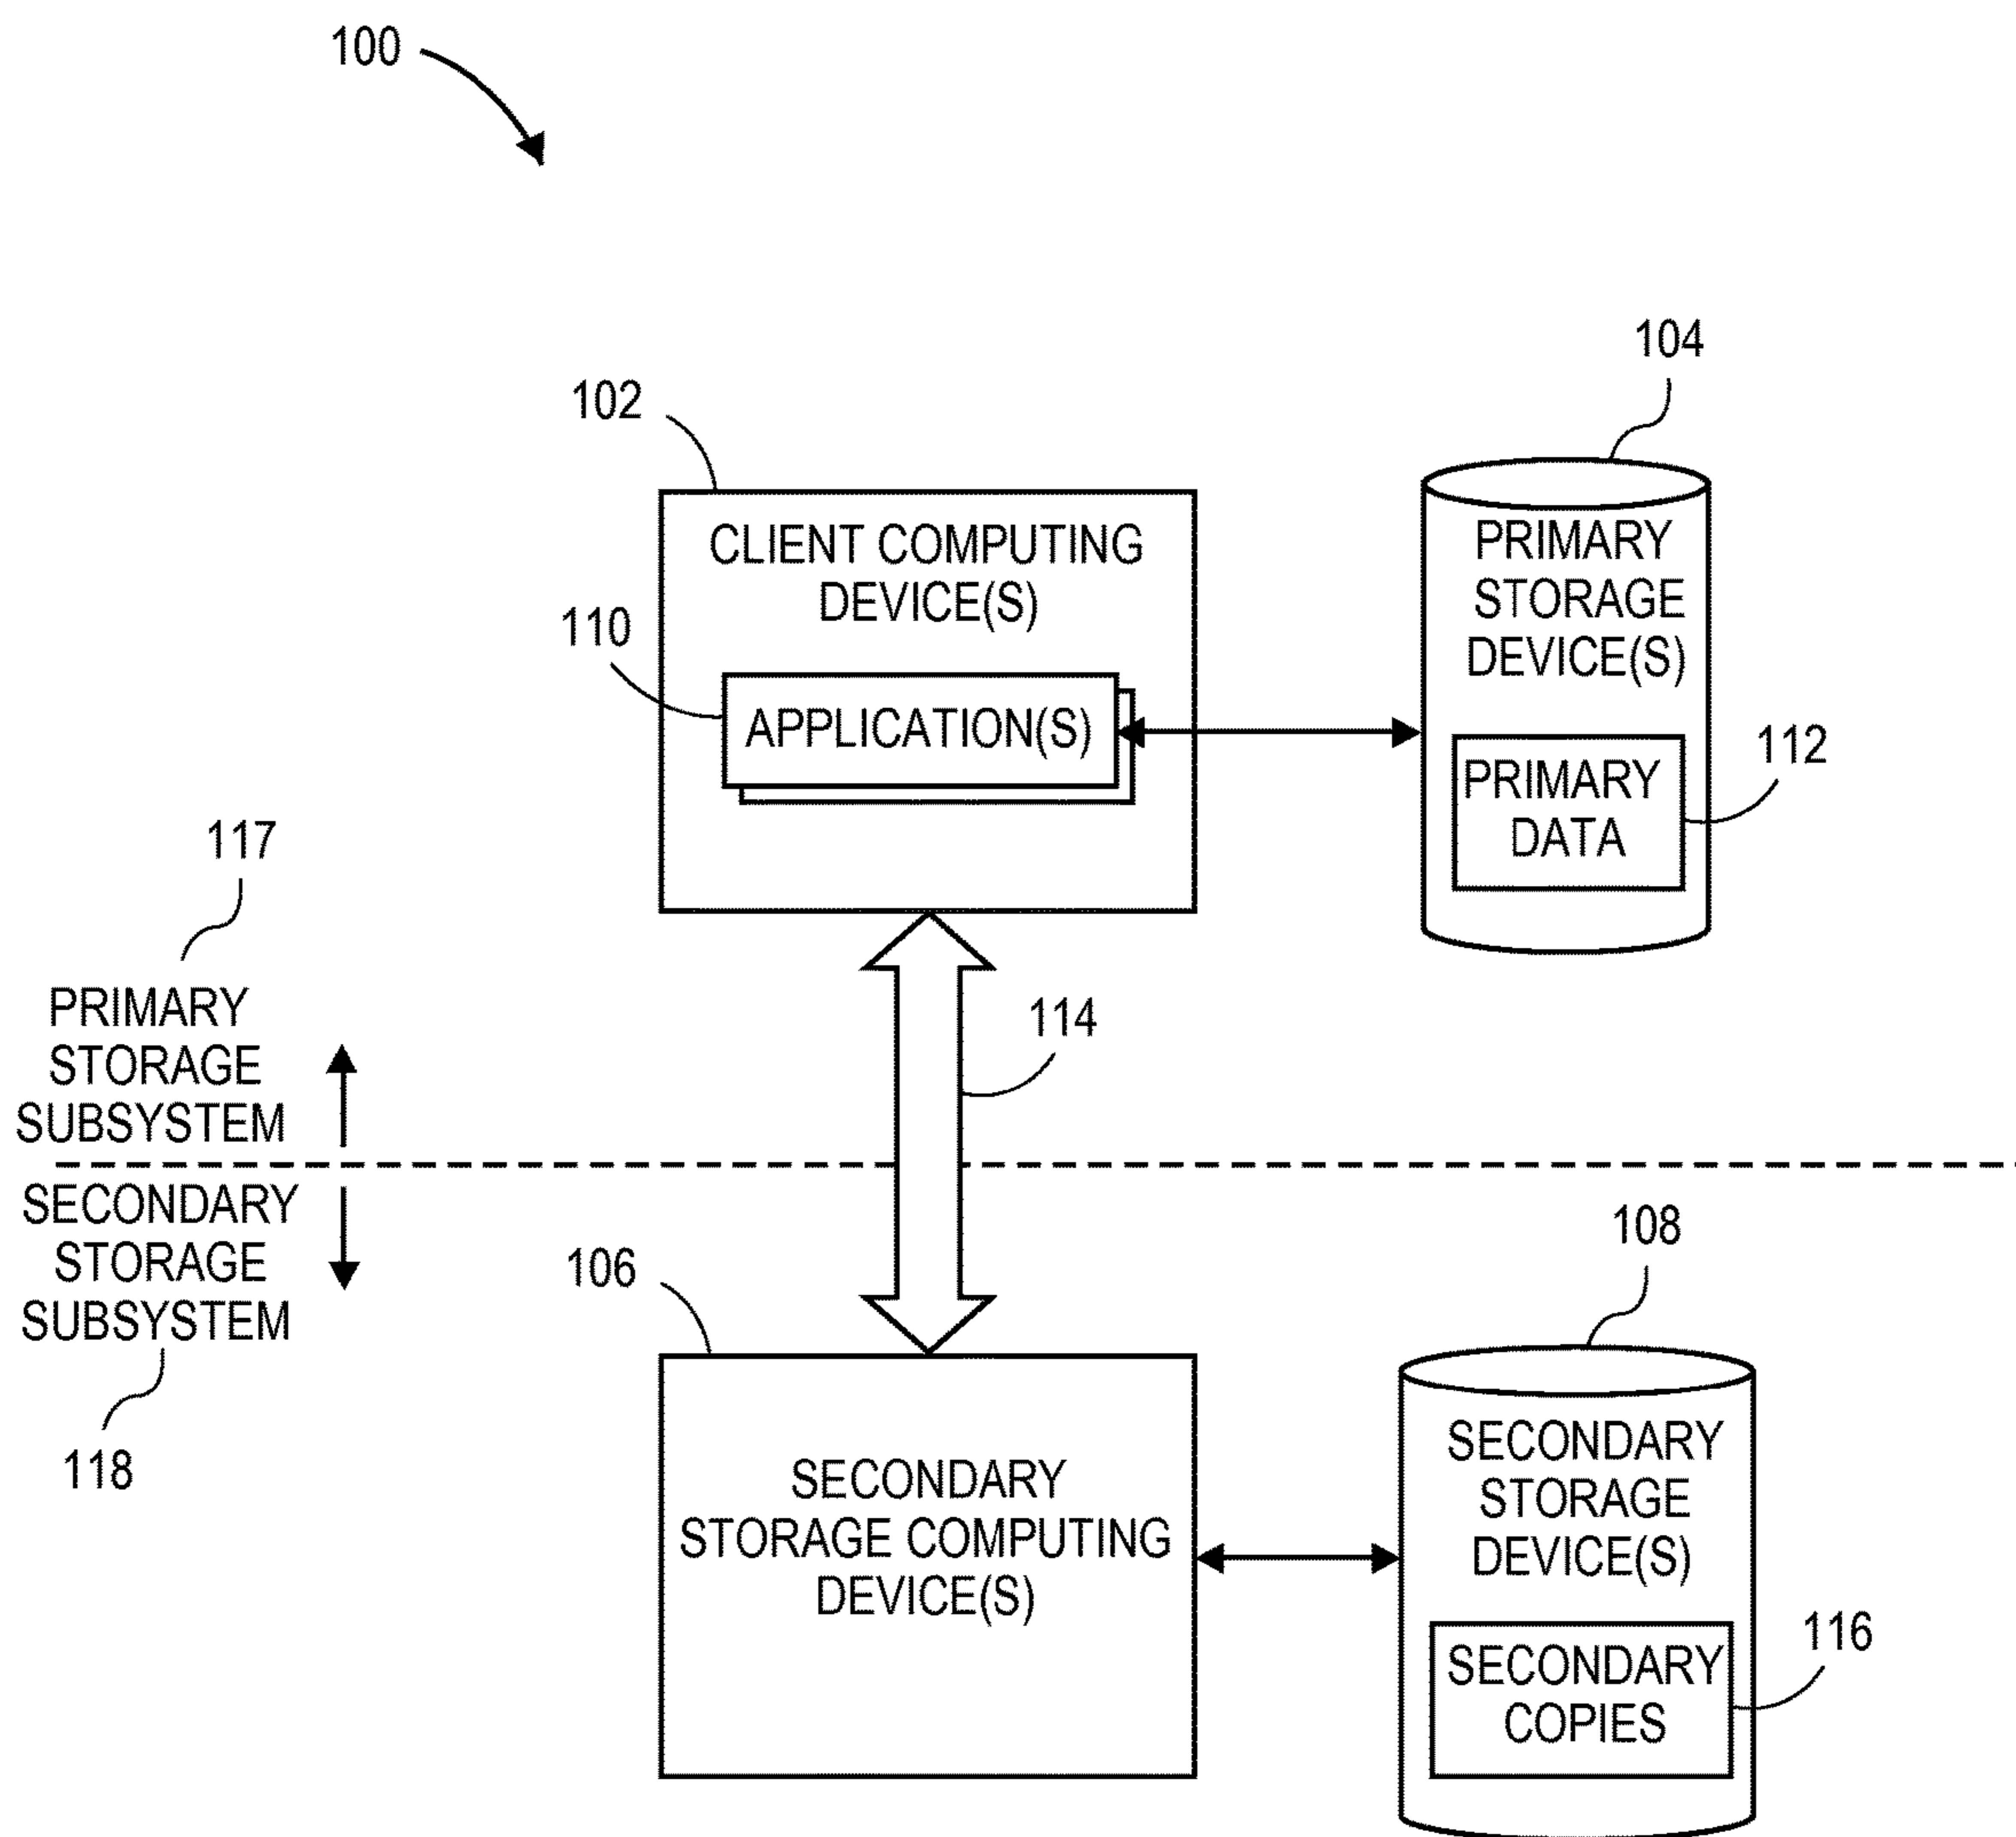 100
104
102
CLIENT COMPUTING
DEVICE(S)
PRIMARY
STORAGE
DEVICE(S)
110
APPLICATION(S)
112
PRIMARY
DATA
117
PRIMARY
STORAGE
SUBSYSTEM
114
SECONDARY
STORAGE
SUBSYSTEM
118
106
108
SECONDARY
STORAGE COMPUTING
DEVICE(S)
SECONDARY
STORAGE
DEVICE(S)
116
SECONDARY
COPIES